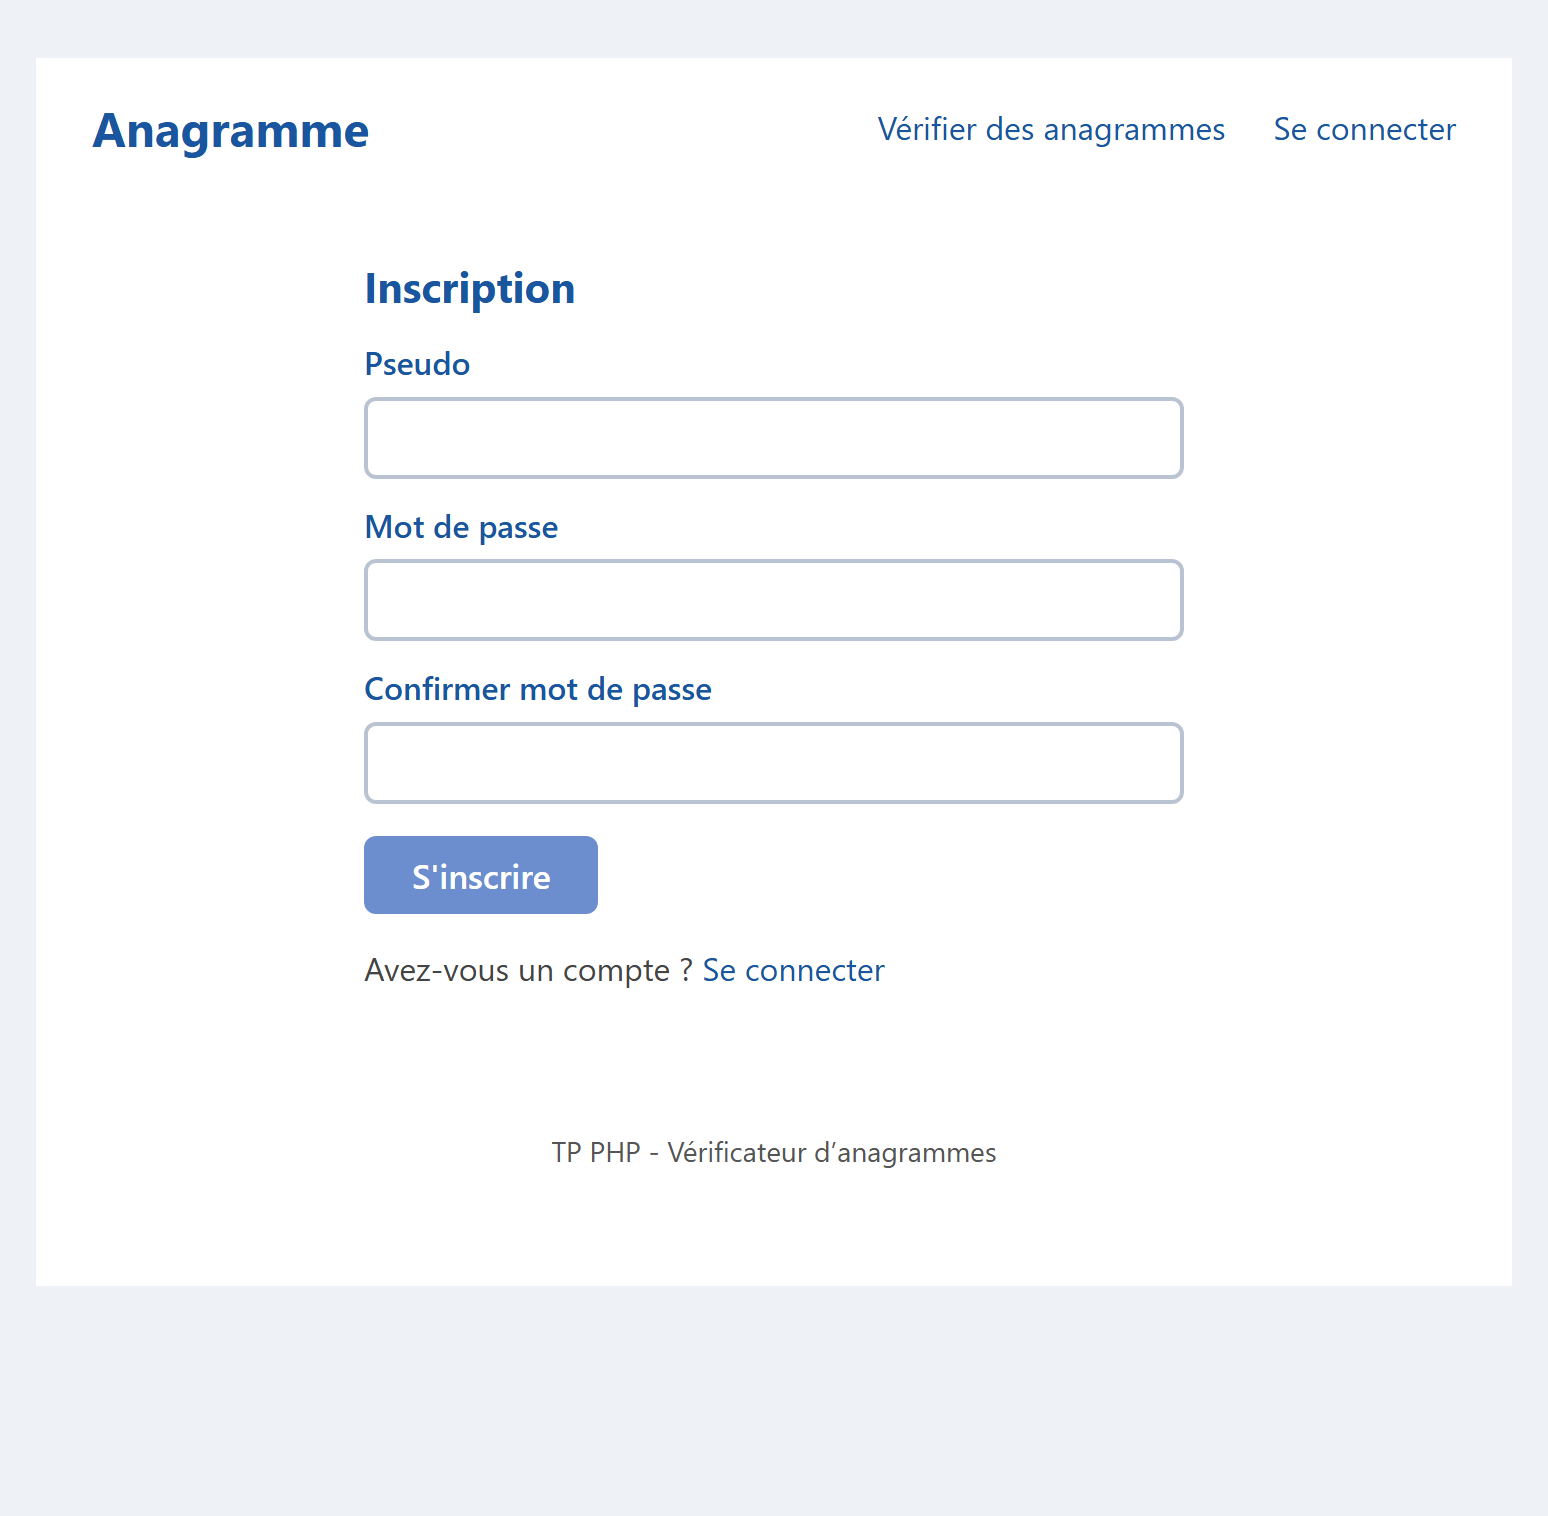 Anagramme
Vérifier des anagrammes
Se connecter
Inscription
Pseudo
Mot de passe
Confirmer mot de passe
S'inscrire
Avez-vous un compte ? Se connecter
TP PHP - Vérificateur d’anagrammes